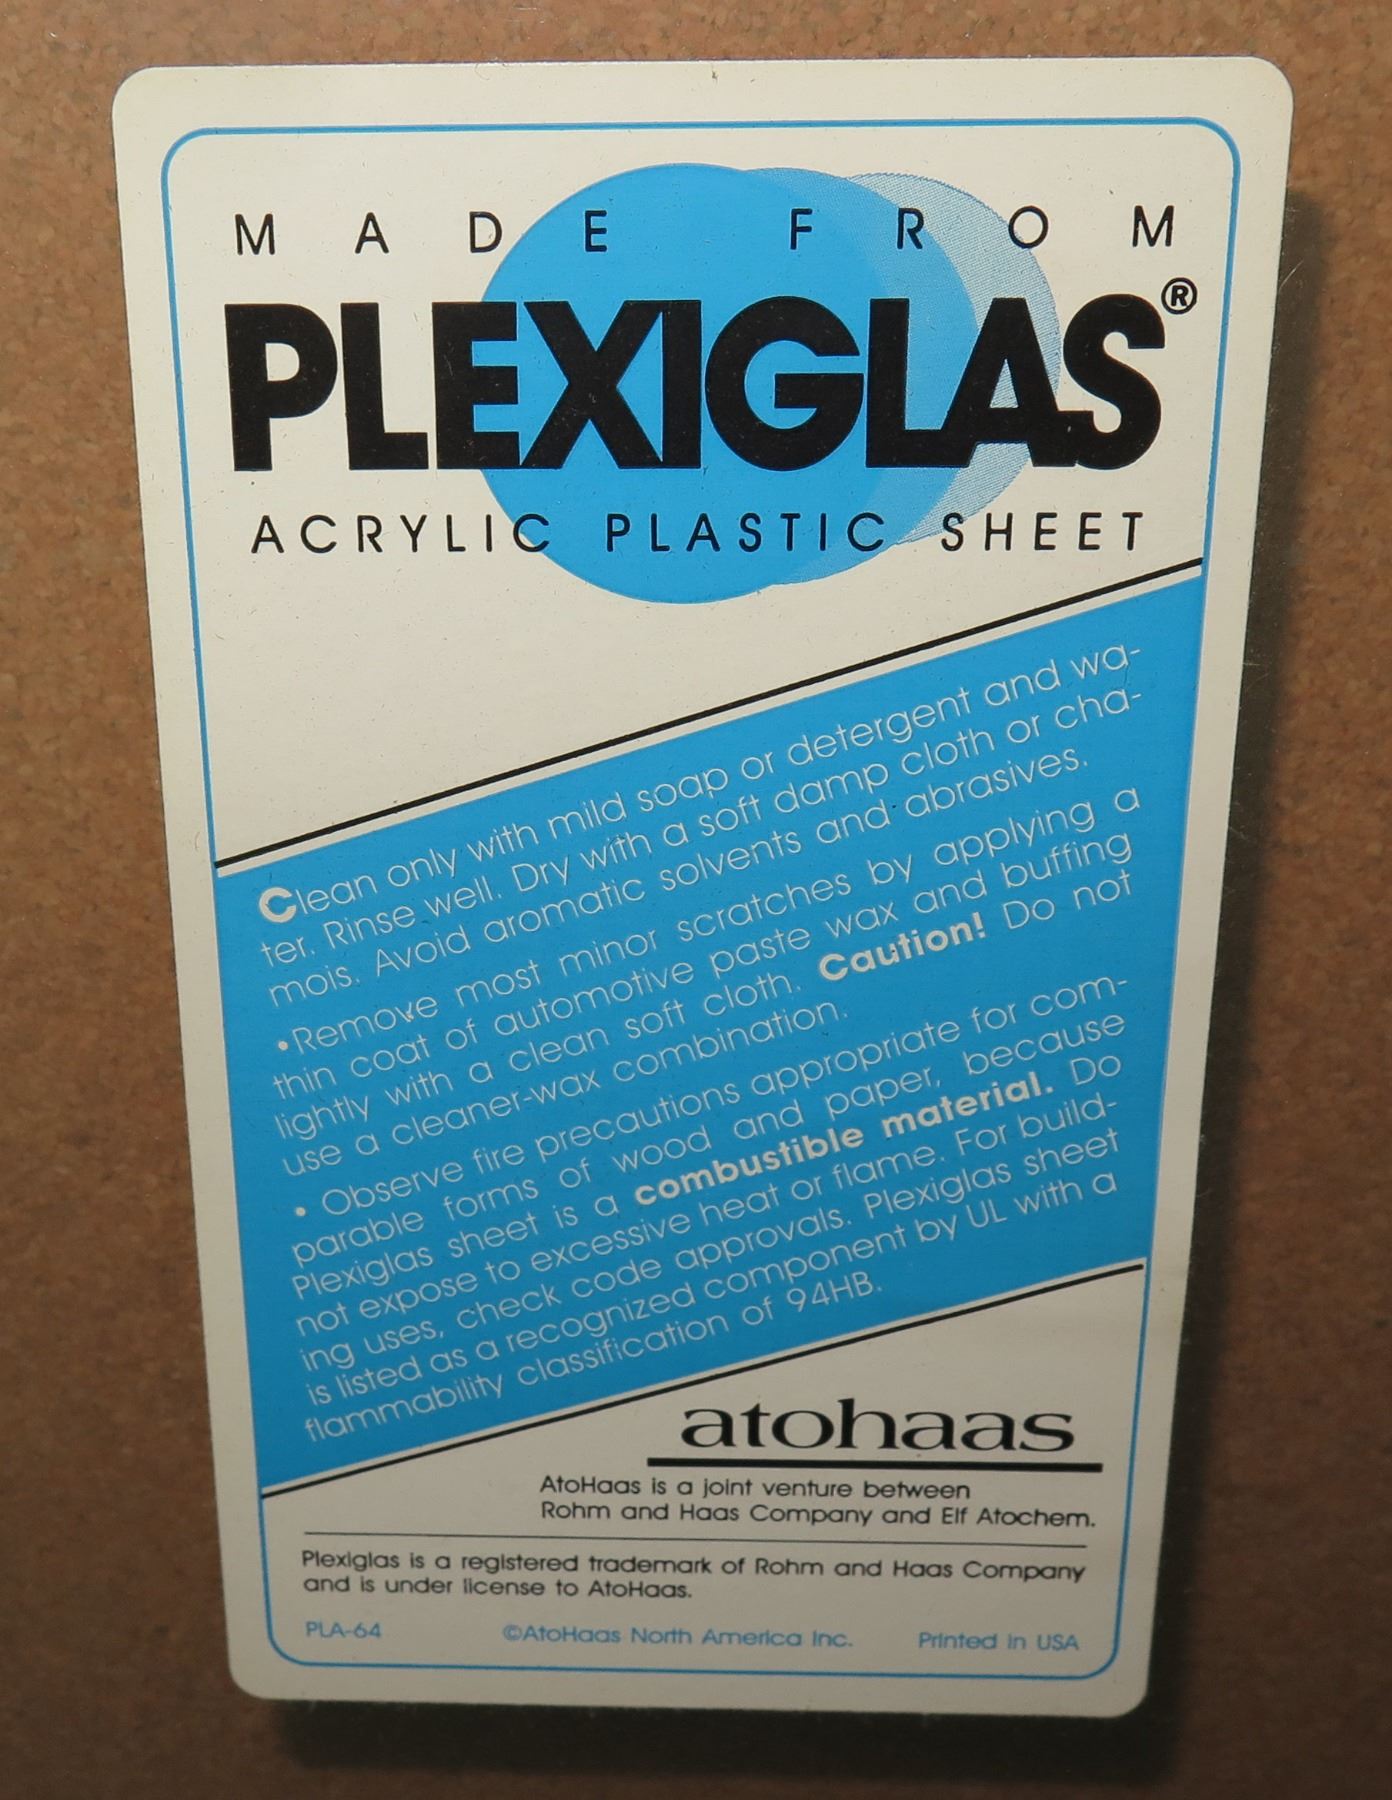 MADE FROM
PLEXIGLAS®
ACRYLIC PLASTIC SHEET
Clean only with mild soap or detergent and wa-
ter. Rinse well. Dry with a soft damp cloth or cha-
mois. Avoid aromatic solvents and abrasives.
•Remove most minor scratches by applying a
thin coat of automotive paste wax and buffing
lightly with a clean soft cloth. Caution! Do not
use a cleaner-wax combination.
• Observe fire precautions appropriate for com-
parable forms of wood and paper, because
Plexiglas sheet is a combustible material. Do
not expose to excessive heat or flame. For build-
ing uses, check code approvals. Plexiglas sheet
is listed as a recognized component by UL with a
flammability classification of 94HB.
atohaas
AtoHaas is a joint venture between
Rohm and Haas Company and Elf Atochem.
Plexiglas is a registered trademark of Rohm and Haas Company
and is under license to AtoHaas.
PLA-64 ©AtoHaas North America Inc. Printed in USA